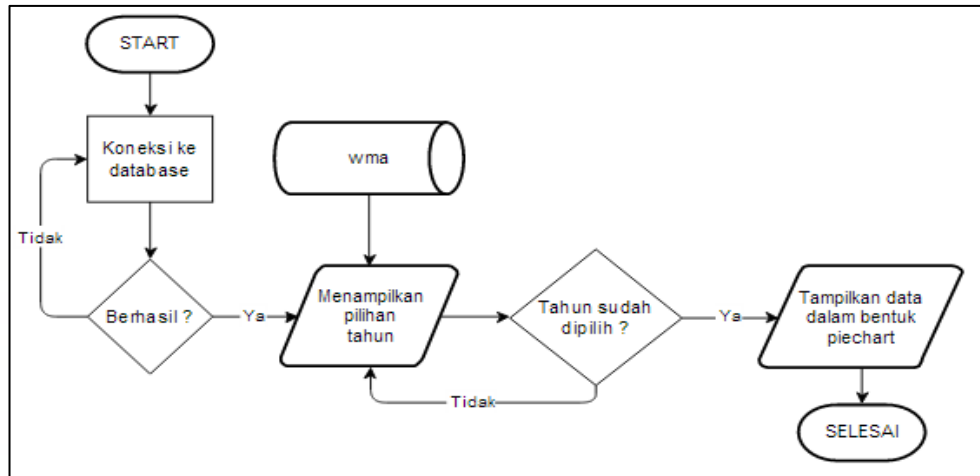 START
Koneksi ke
database
wma
Tidak
Berhasil ?
Ya
Menampilkan
pilihan
tahun
Tahun sudah
dipilih ?
Ya
Tampilkan data
dalam bentuk
piechart
Tidak
SELESAI